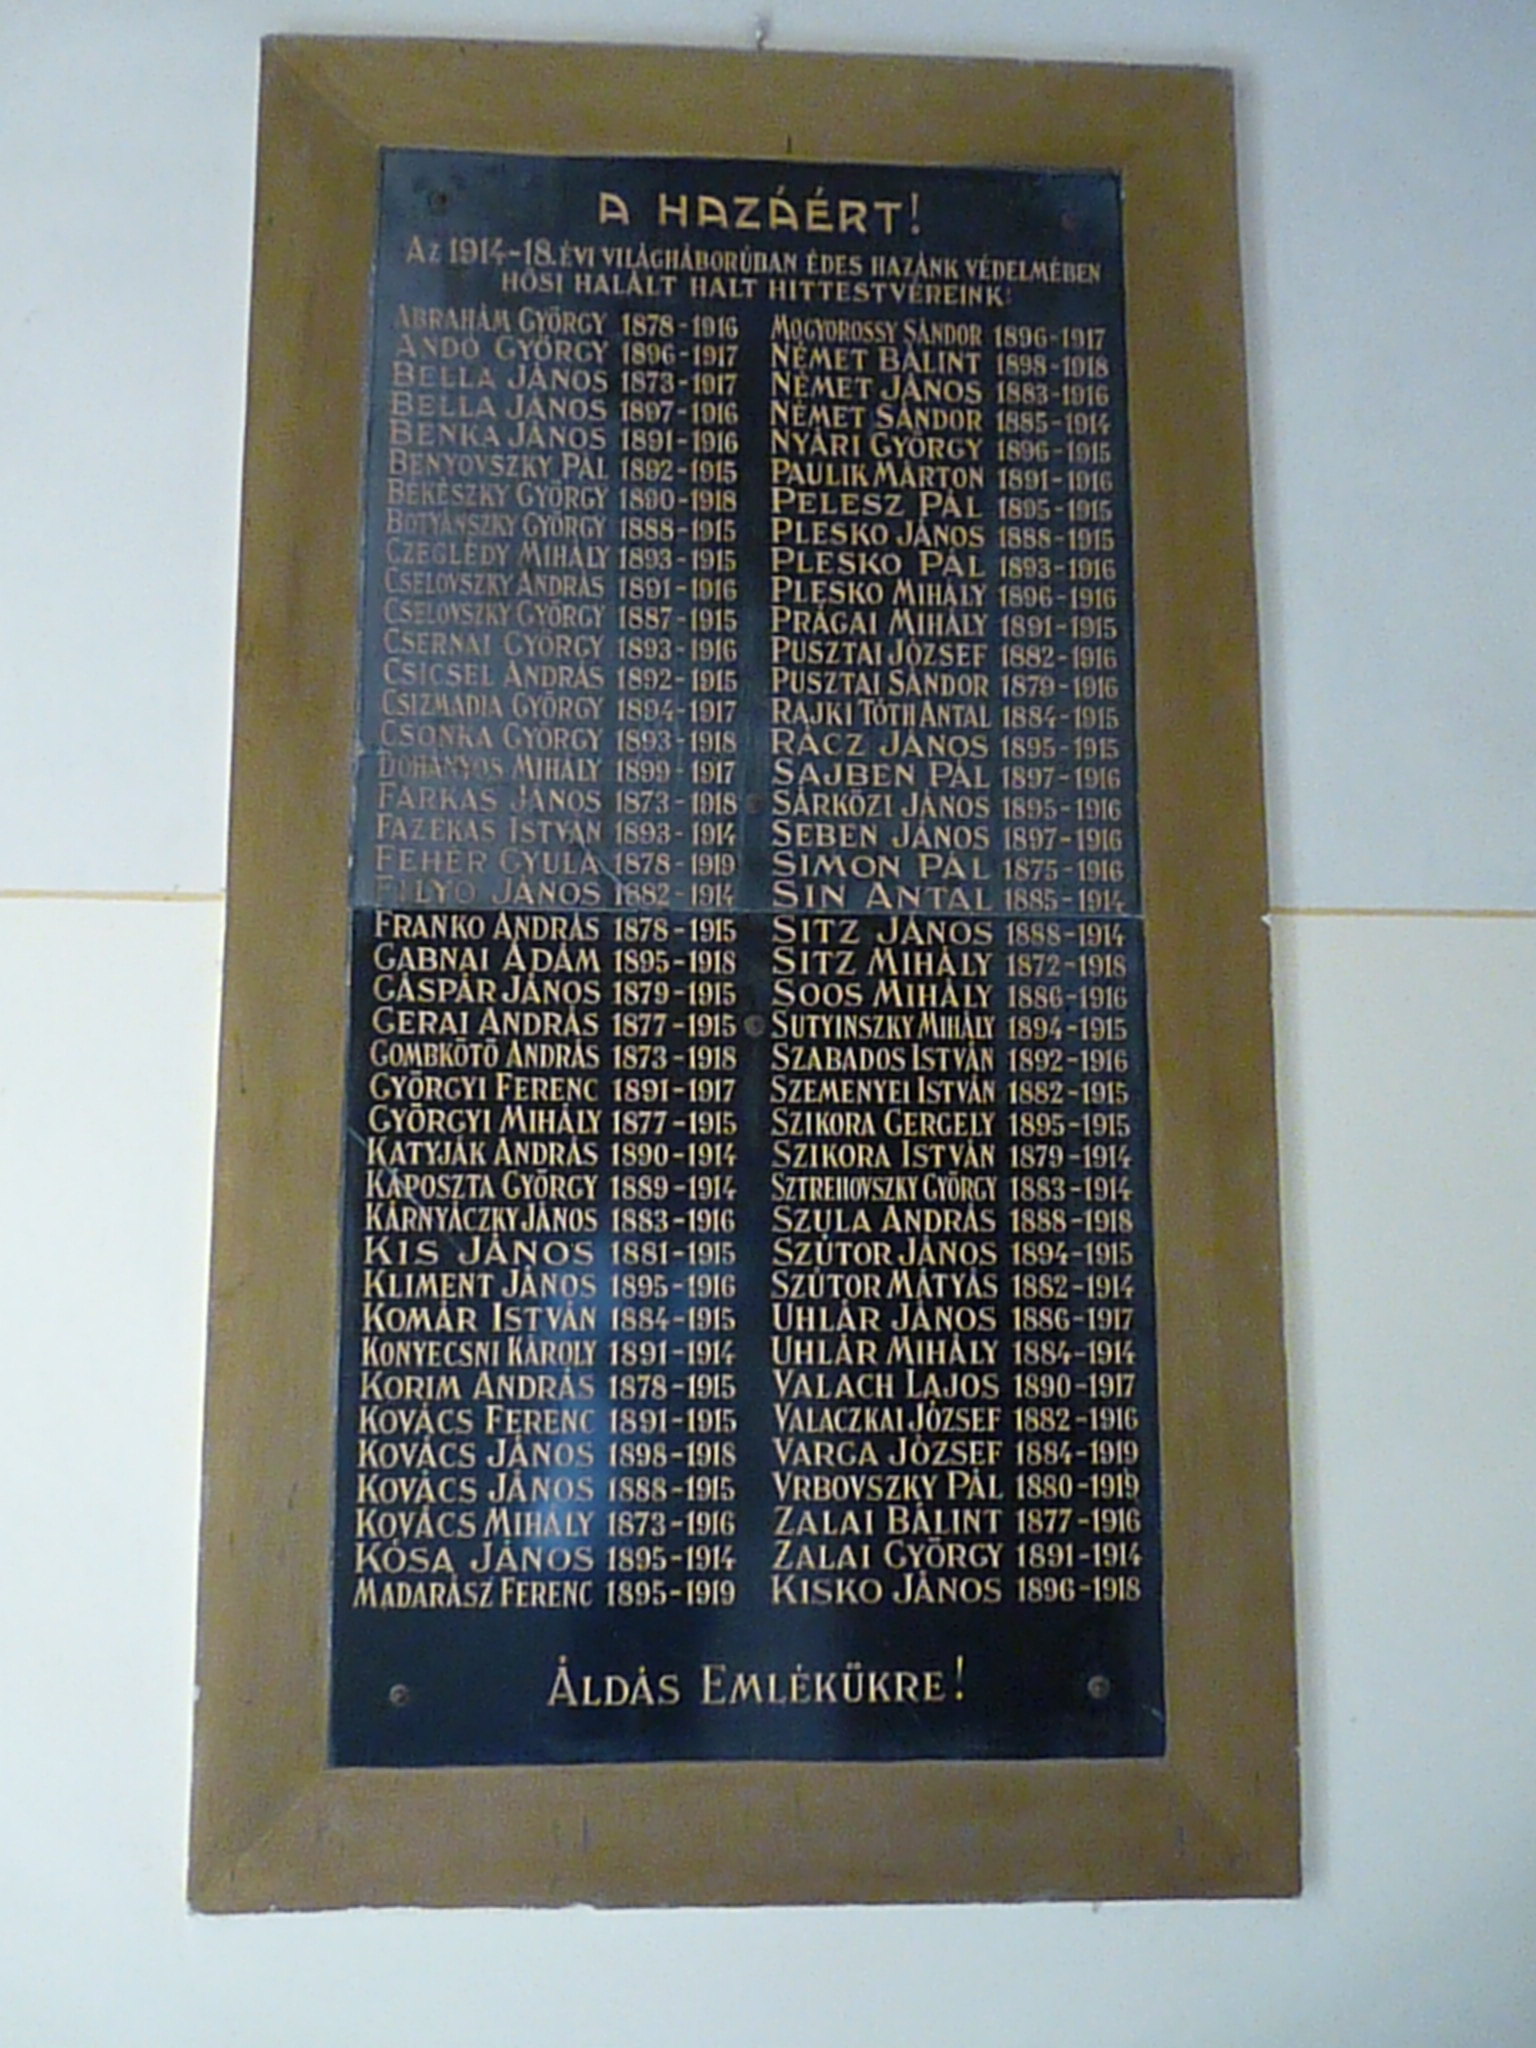 A HAZÁÉRT!
AZ 1914-18. ÉVI VILÁGHÁBORÚBAN ÉDES HAZÁNK VÉDELMÉBEN
HŐSI HALÁLT HALT HITTESTVÉREINK:
ABRAHÁM GYÖRGY 1878-1916
ANDÓ GYÖRGY 1896-1917
BELLA JÁNOS 1873-1917
BELLA JÁNOS 1897-1916
BENKA JÁNOS 1891-1916
BENYOVSZKY PÁL 1892-1915
BÉKÉSZKY GYÖRGY 1890-1918
BOTYÁNSZKY GYÖRGY 1888-1915
CZEGLÉDY MIHÁLY 1893-1915
CSELOVSZKY ANDRÁS 1891-1916
CSELOVSZKY GYÖRGY 1887-1915
CSERNAI GYÖRGY 1893-1916
CSICSEL ANDRÁS 1892-1915
CSIZMADIA GYÖRGY 1894-1917
CSONKA GYÖRGY 1893-1918
DOHÁNYOS MIHÁLY 1899-1917
FARKAS JÁNOS 1873-1918
FAZEKAS ISTVÁN 1893-1914
FEHÉR GYULA 1878-1919
FILYO JÁNOS 1882-1914
FRANKO ANDRÁS 1878-1915
GABNAI ÁDÁM 1895-1918
GÁSPÁR JÁNOS 1879-1915
GERAI ANDRÁS 1877-1915
GOMBKÖTŐ ANDRÁS 1873-1918
GYÖRGYI FERENC 1891-1917
GYÖRGYI MIHÁLY 1877-1915
KATYJÁK ANDRÁS 1890-1914
KÁPOSZTA GYÖRGY 1889-1914
KÁRNYÁCZKY JÁNOS 1883-1916
KIS JÁNOS 1881-1915
KLIMENT JÁNOS 1895-1916
KOMÁR ISTVÁN 1884-1915
KONYECSNI KÁROLY 1891-1914
KORIM ANDRÁS 1878-1915
KOVÁCS FERENC 1891-1915
KOVÁCS JÁNOS 1898-1918
KOVÁCS JÁNOS 1888-1915
KOVÁCS MIHÁLY 1873-1916
KÓSA JÁNOS 1895-1914
MADARÁSZ FERENC 1895-1919
MOGYOROSSY SÁNDOR 1896-1917
NÉMET BÁLINT 1898-1918
NÉMET JÁNOS 1883-1916
NÉMET SÁNDOR 1885-1914
NYÁRI GYÖRGY 1896-1915
PAULIK MÁRTON 1891-1916
PELESZ PÁL 1895-1915
PLESKO JÁNOS 1888-1915
PLESKO PÁL 1893-1916
PLESKO MIHÁLY 1896-1916
PRÁGAI MIHÁLY 1891-1915
PUSZTAI JÓZSEF 1882-1916
PUSZTAI SÁNDOR 1879-1916
RAJKI TÓTH ANTAL 1884-1915
RÁCZ JÁNOS 1895-1915
SAJBEN PÁL 1897-1916
SÁRKÖZI JÁNOS 1895-1916
SEBEN JÁNOS 1897-1916
SIMON PÁL 1875-1916
SIN ANTAL 1885-1914
SITZ JÁNOS 1888-1914
SITZ MIHÁLY 1872-1918
SOOS MIHÁLY 1886-1916
SUTYINSZKY MIHÁLY 1894-1915
SZABADOS ISTVÁN 1892-1916
SZEMENYEI ISTVÁN 1882-1915
SZIKORA GERGELY 1895-1915
SZIKORA ISTVÁN 1879-1914
SZTREHOVSZKY GYÖRGY 1883-1914
SZULA ANDRÁS 1888-1918
SZÚTOR JÁNOS 1894-1915
SZÚTOR MÁTYÁS 1882-1914
UHLÁR JÁNOS 1886-1917
UHLÁR MIHÁLY 1884-1914
VALACH LAJOS 1890-1917
VALACZKAI JÓZSEF 1882-1916
VARGA JÓZSEF 1884-1919
VRBOVSZKY PÁL 1880-1919
ZALAI BÁLINT 1877-1916
ZALAI GYÖRGY 1891-1914
KISKO JÁNOS 1896-1918
ÁLDÁS EMLÉKÜKRE!